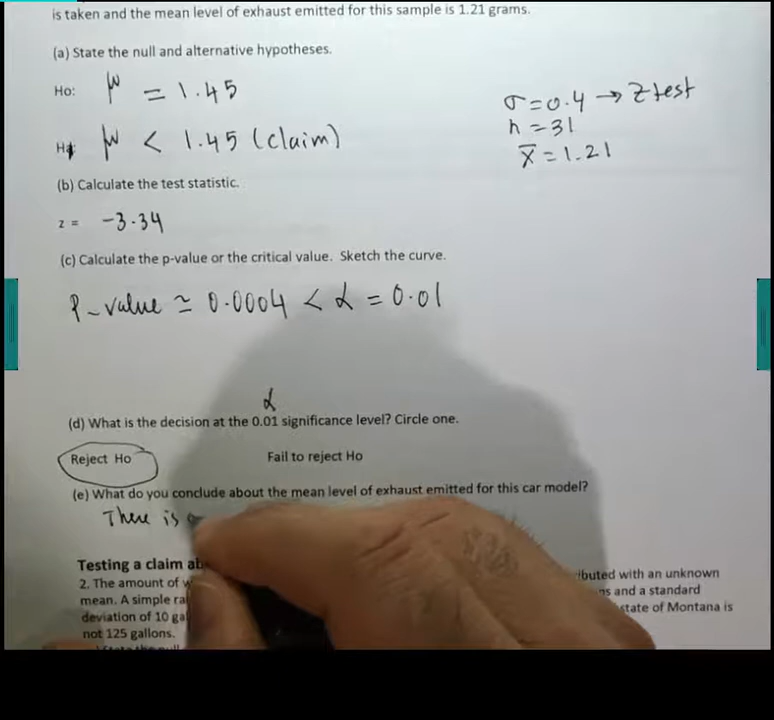 is taken and the mean level of exhaust emitted for this sample is 1.21 grams.
(a) State the null and alternative hypotheses.
Ho: μ = 1.45
σ = 0.4 → Z test
n = 31
x̄ = 1.21
H1 μ < 1.45 (claim)
(b) Calculate the test statistic.
z = -3.34
(c) Calculate the p-value or the critical value. Sketch the curve.
P-value ≃ 0.0004 < α = 0.01
α
(d) What is the decision at the 0.01 significance level? Circle one.
Reject Ho Fail to reject Ho
(e) What do you conclude about the mean level of exhaust emitted for this car model?
There is
Testing a claim
2. The amount of ibuted with an unknown
mean. A simple and a standard
deviation of 10 state of Montana is
not 125 gallons.